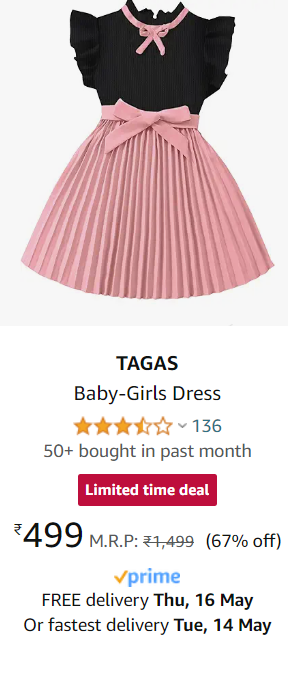 TAGAS
Baby-Girls Dress
136
50+ bought in past month
Limited time deal
₹499 M.R.P: ₹1,499 (67% off)
prime
FREE delivery Thu, 16 May
Or fastest delivery Tue, 14 May